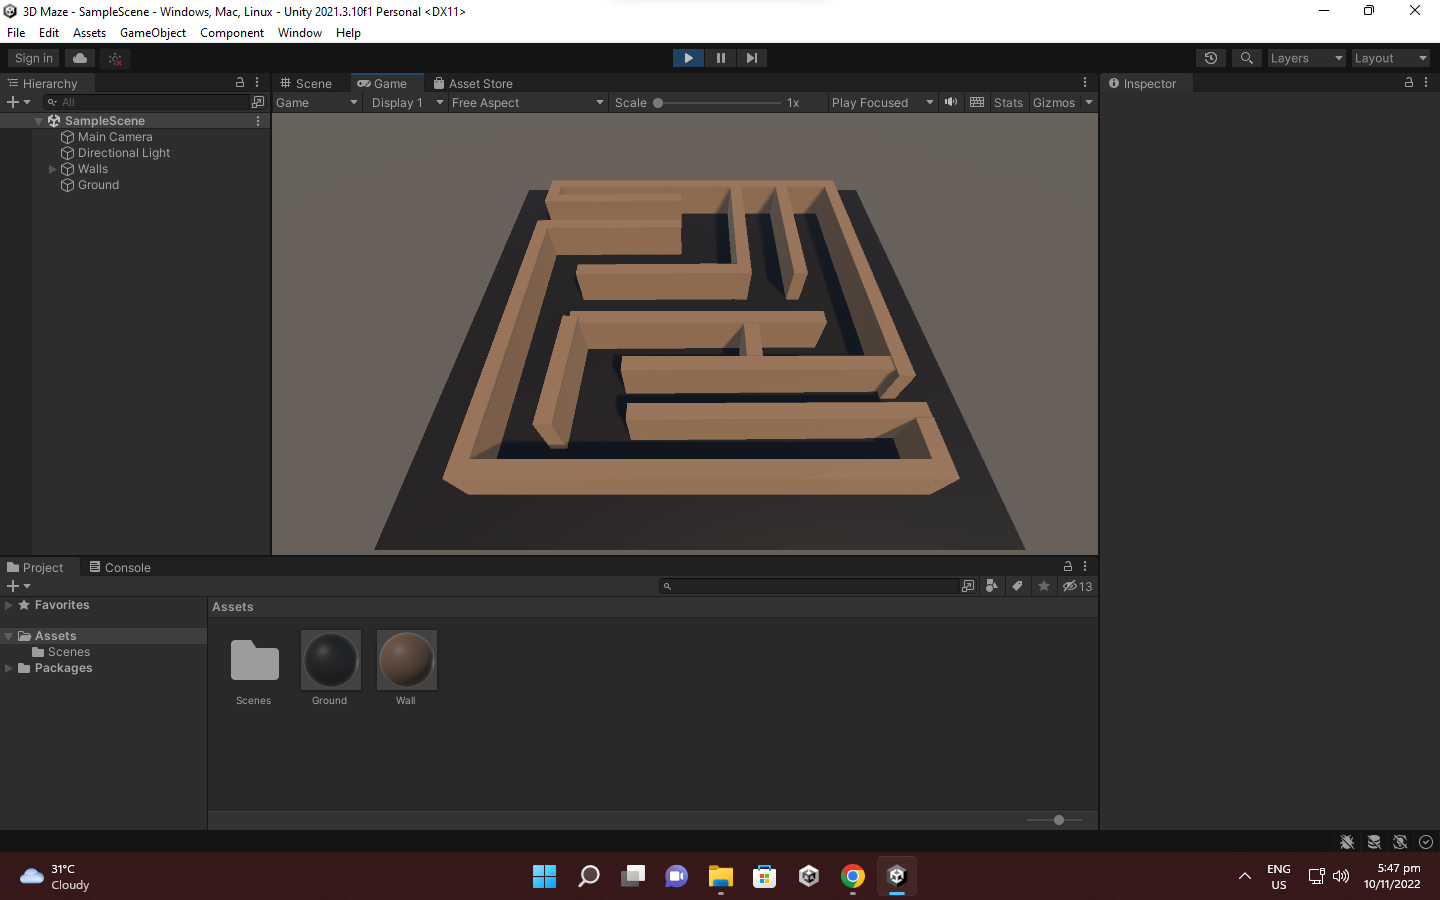 3D Maze - SampleScene - Windows, Mac, Linux - Unity 2021.3.10f1 Personal <DX11>
File Edit Assets GameObject Component Window Help
Sign in
Layers
Layout
Hierarchy
Scene
Game
Asset Store
Inspector
All
Game
Display 1
Free Aspect
Scale
1x
Play Focused
Stats
Gizmos
SampleScene
Main Camera
Directional Light
Walls
Ground
Project
Console
13
Favorites
Assets
Scenes
Packages
Assets
Scenes
Ground
Wall
31°C
Cloudy
ENG
US
5:47 pm
10/11/2022